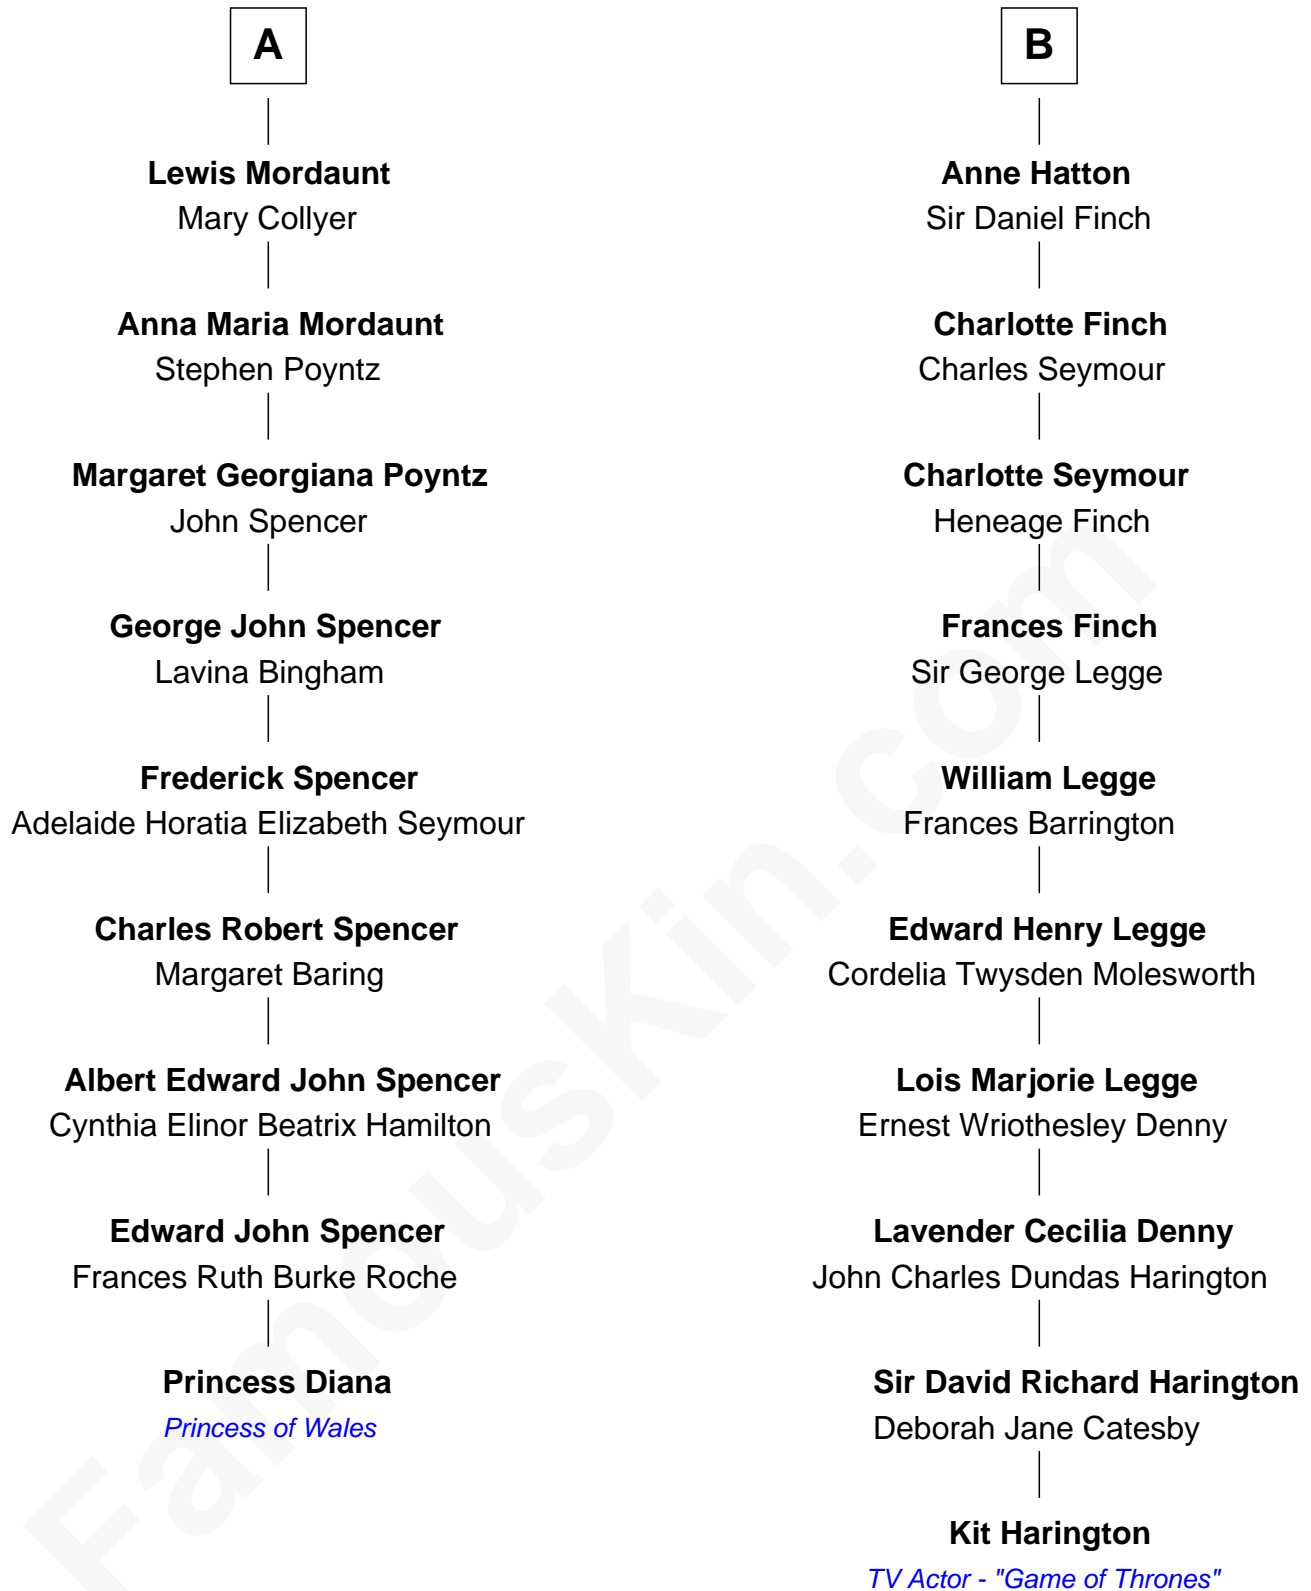 A
Lewis Mordaunt
Mary Collyer
Anna Maria Mordaunt
Stephen Poyntz
Margaret Georgiana Poyntz
John Spencer
George John Spencer
Lavina Bingham
Frederick Spencer
Adelaide Horatia Elizabeth Seymour
Charles Robert Spencer
Margaret Baring
Albert Edward John Spencer
Cynthia Elinor Beatrix Hamilton
Edward John Spencer
Frances Ruth Burke Roche
Princess Diana
Princess of Wales
B
Anne Hatton
Sir Daniel Finch
Charlotte Finch
Charles Seymour
Charlotte Seymour
Heneage Finch
Frances Finch
Sir George Legge
William Legge
Frances Barrington
Edward Henry Legge
Cordelia Twysden Molesworth
Lois Marjorie Legge
Ernest Wriothesley Denny
Lavender Cecilia Denny
John Charles Dundas Harington
Sir David Richard Harington
Deborah Jane Catesby
Kit Harington
TV Actor - "Game of Thrones"
FamousKin.com